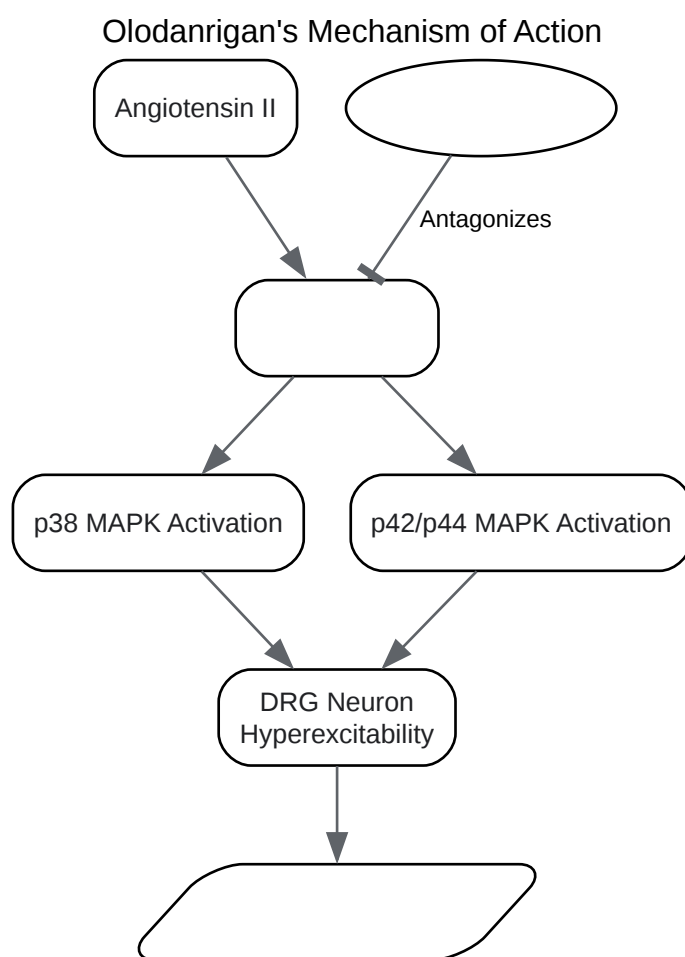 Olodanrigan's Mechanism of Action
Angiotensin II
Antagonizes
p38 MAPK Activation
p42/p44 MAPK Activation
DRG Neuron
Hyperexcitability